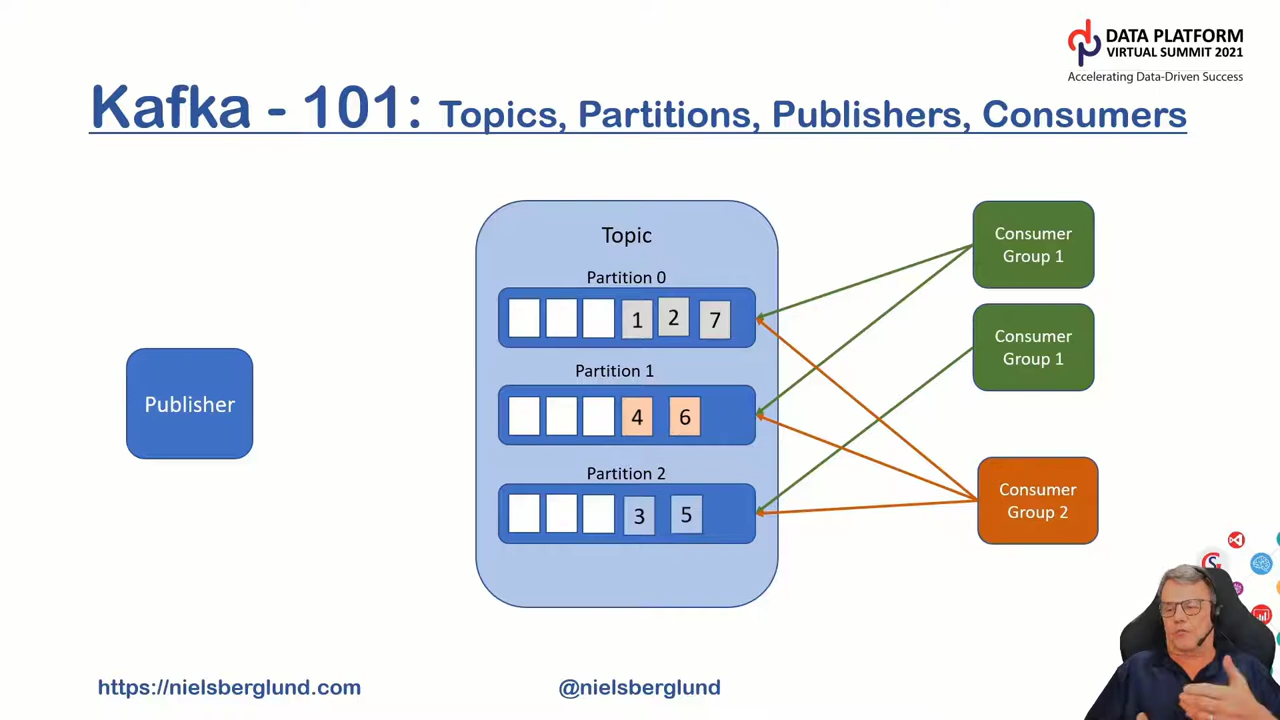 DATA PLATFORM
VIRTUAL SUMMIT 2021
Accelerating Data-Driven Success
Kafka - 101: Topics, Partitions, Publishers, Consumers
Publisher
Topic
Partition 0
1 2 7
Partition 1
4 6
Partition 2
3 5
Consumer
Group 1
Consumer
Group 1
Consumer
Group 2
https://nielsberglund.com
@nielsberglund